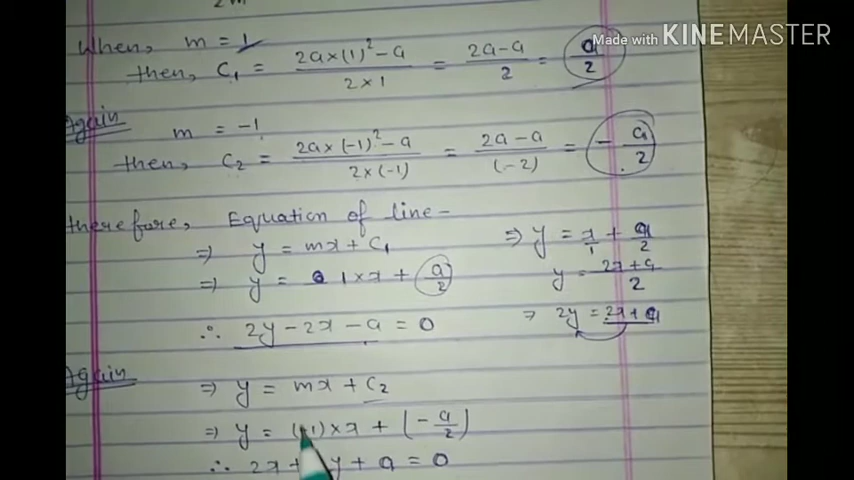 2m
Made with KINEMASTER
When, m = 1
then, C₁ = (2a×(1)²-a)/(2×1) = (2a-a)/2 = a/2
Again
m = -1
then, C₂ = (2a×(-1)²-a)/(2×(-1)) = (2a-a)/(-2) = -a/2
therefore, Equation of line-
⇒ y = mx + C₁
⇒ y = 1×x + a/2
∴ 2y-2x-a = 0
⇒ y = x/1 + a/2
y = (2x+a)/2
⇒ 2y = 2x+a
Again
⇒ y = mx + C₂
⇒ y = (1)×x + (-a/2)
∴ 2x + y + a = 0